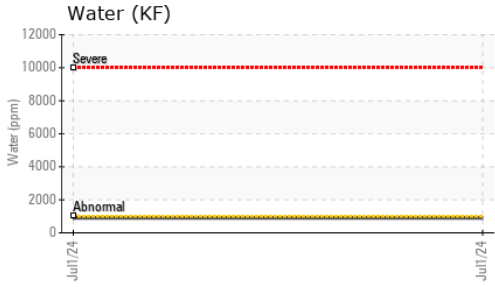 Water (KF)
12000
Severe
10000
8000
Water (ppm)
6000
4000
2000
Abnormal
0
Jul1/24
Jul1/24